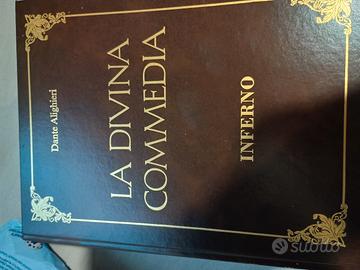 Dante Alighieri
LA DIVINA
COMMEDIA
INFERNO
subito